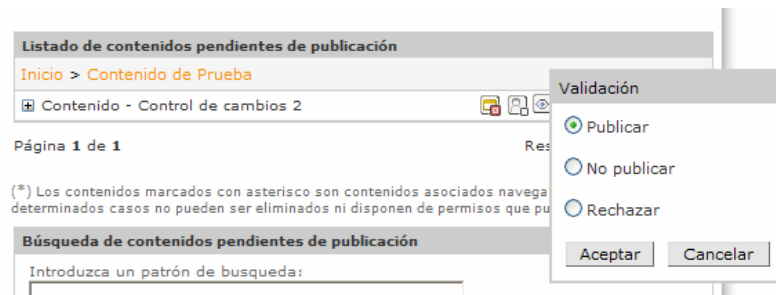 Listado de contenidos pendientes de publicación
Inicio > Contenido de Prueba
Contenido - Control de cambios 2
Página 1 de 1
Res
(*) Los contenidos marcados con asterisco son contenidos asociados navega
determinados casos no pueden ser eliminados ni disponen de permisos que pu
Búsqueda de contenidos pendientes de publicación
Introduzca un patrón de busqueda:
Validación
Publicar
No publicar
Rechazar
Aceptar Cancelar